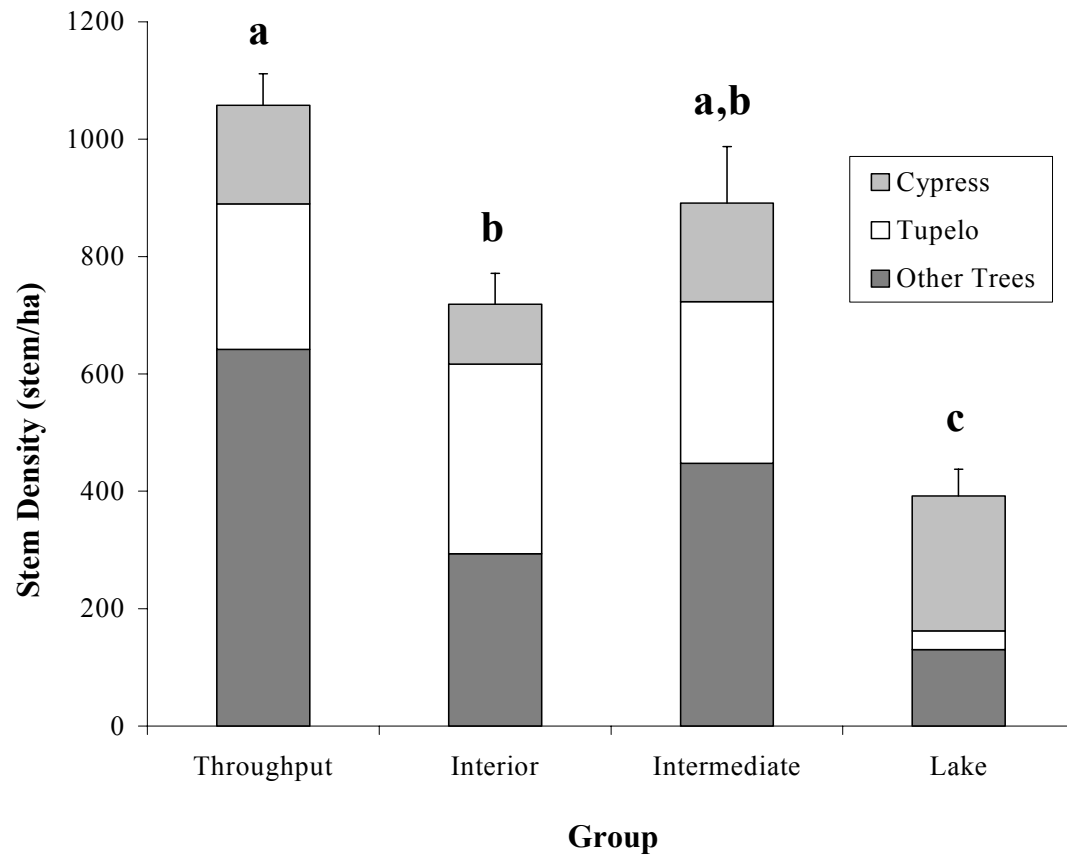 1200
1000
800
600
400
200
0
Stem Density (stem/ha)
a
b
a,b
c
Cypress
Tupelo
Other Trees
Throughput Interior Intermediate Lake
Group